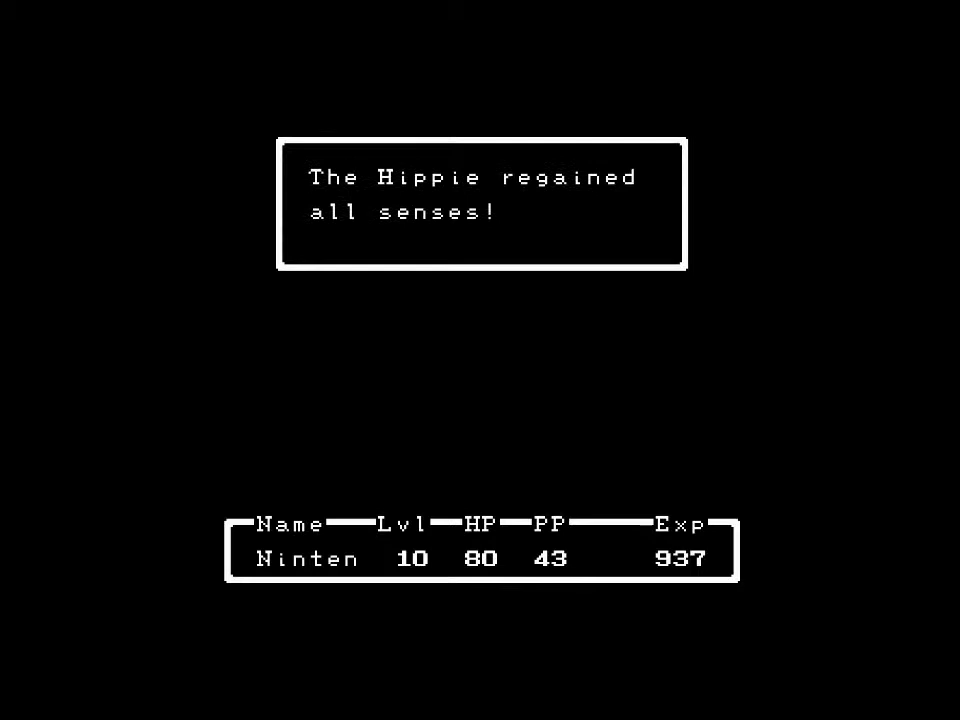 The Hippie regained
all senses!
Name Lvl HP PP Exp
Ninten 10 80 43 937